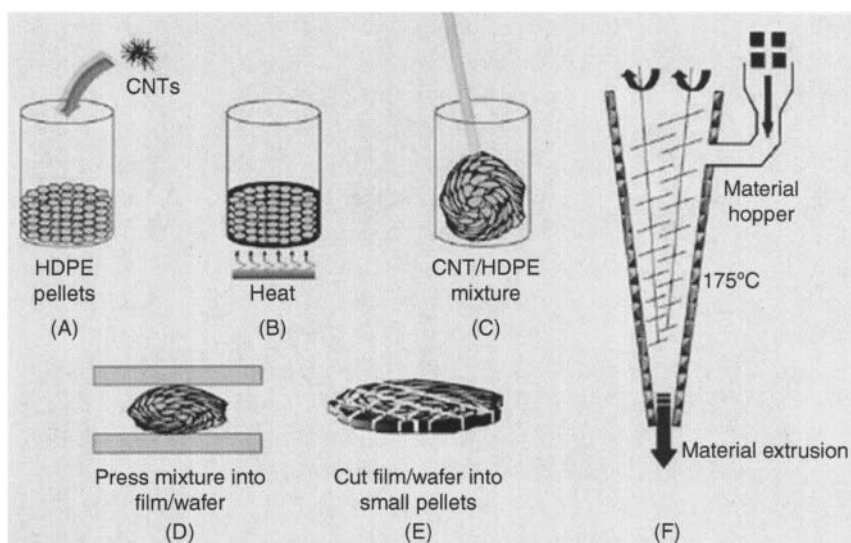 CNTs
HDPE
pellets
(A)
Heat
(B)
CNT/HDPE
mixture
(C)
Press mixture into
film/wafer
(D)
Cut film/wafer into
small pellets
(E)
Material
hopper
175ºC
Material extrusion
(F)